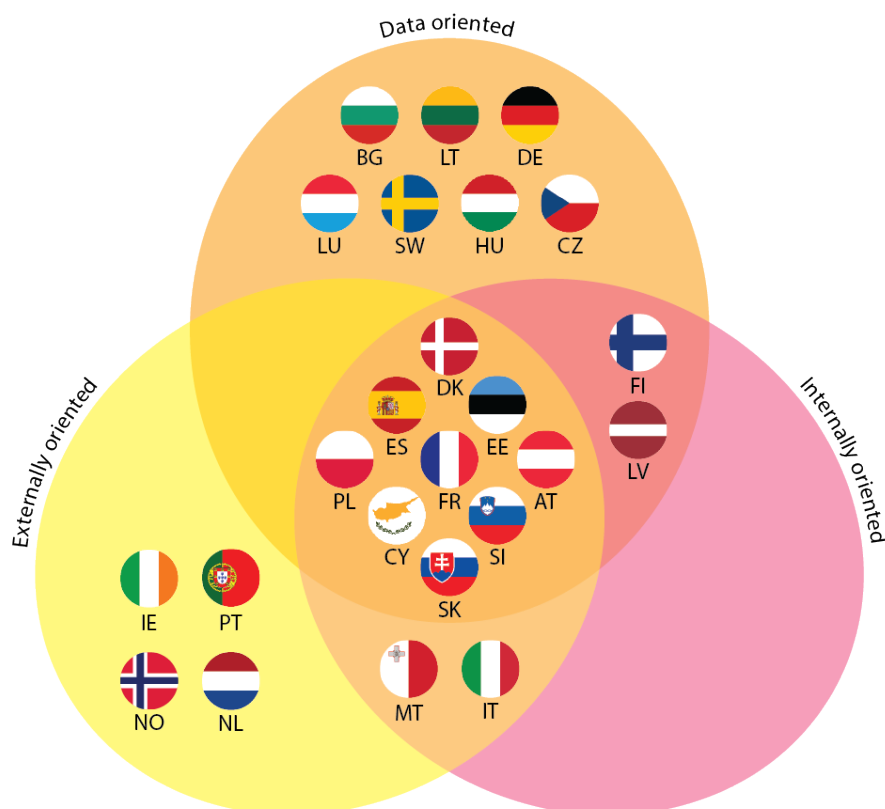 Data oriented
BG LT DE
LU SW HU CZ
DK
FI
ES EE
LV
PL FR AT
CY SI
SK
Externally oriented
Internally oriented
IE PT
MT IT
NO NL